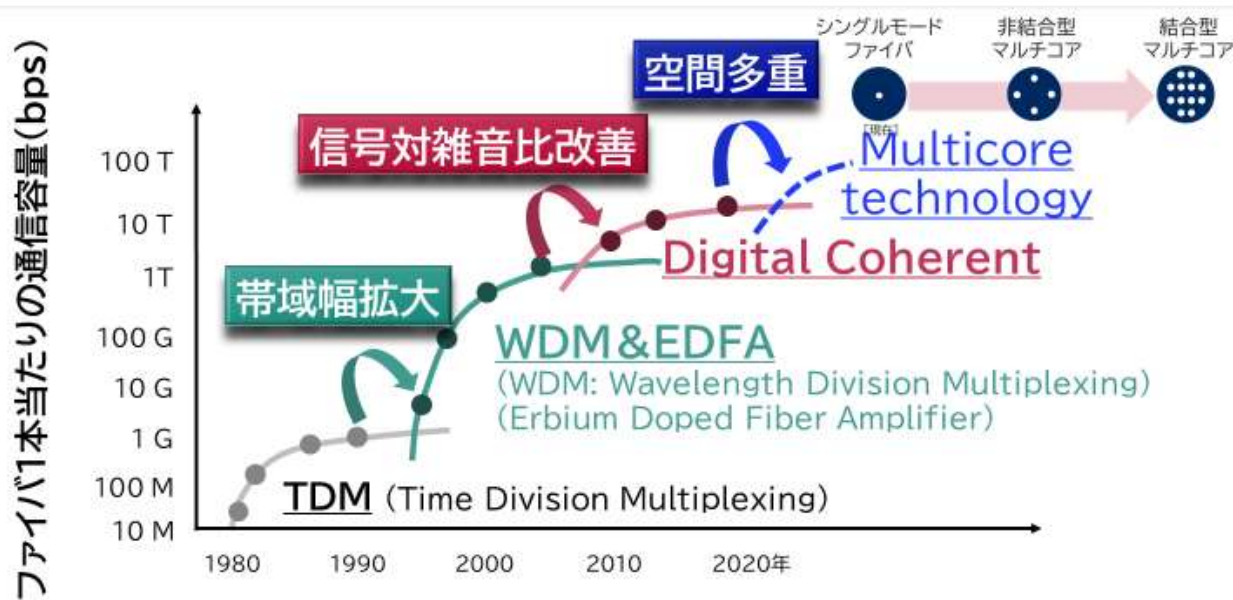 ファイバ1本当たりの通信容量(bps)
シングルモード
ファイバ
[現在]
非結合型
マルチコア
結合型
マルチコア
空間多重
信号対雑音比改善
帯域幅拡大
Multicore
technology
Digital Coherent
WDM&EDFA
(WDM: Wavelength Division Multiplexing)
(Erbium Doped Fiber Amplifier)
TDM (Time Division Multiplexing)
100 T
10 T
1T
100 G
10 G
1 G
100 M
10 M
1980 1990 2000 2010 2020年